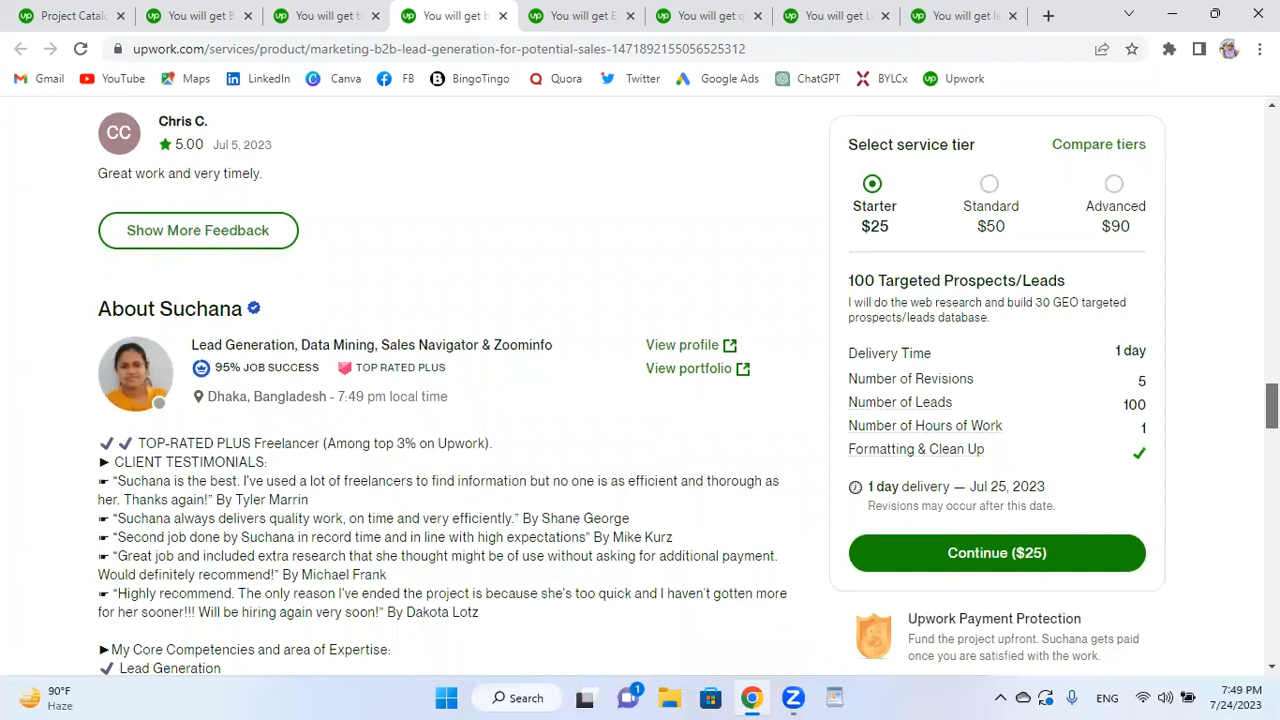 Project Catalo
You will get B
You will get t
You will get b
You will get E
You will get q
You will get L
You will get le
upwork.com/services/product/marketing-b2b-lead-generation-for-potential-sales-1471892155056525312
Gmail
YouTube
Maps
LinkedIn
Canva
FB
BingoTingo
Quora
Twitter
Google Ads
ChatGPT
BYLCx
Upwork
CC
Chris C.
5.00 Jul 5, 2023
Great work and very timely.
Show More Feedback
About Suchana
Lead Generation, Data Mining, Sales Navigator & Zoominfo
95% JOB SUCCESS TOP RATED PLUS
Dhaka, Bangladesh - 7:49 pm local time
View profile
View portfolio
✔ ✔ TOP-RATED PLUS Freelancer (Among top 3% on Upwork).
► CLIENT TESTIMONIALS:
☛ “Suchana is the best. I've used a lot of freelancers to find information but no one is as efficient and thorough as
her. Thanks again!” By Tyler Marrin
☛ “Suchana always delivers quality work, on time and very efficiently.” By Shane George
☛ “Second job done by Suchana in record time and in line with high expectations” By Mike Kurz
☛ “Great job and included extra research that she thought might be of use without asking for additional payment.
Would definitely recommend!” By Michael Frank
☛ “Highly recommend. The only reason I've ended the project is because she's too quick and I haven't gotten more
for her sooner!!! Will be hiring again very soon!” By Dakota Lotz
►My Core Competencies and area of Expertise:
✔ Lead Generation
Select service tier Compare tiers
Starter Standard Advanced
$25 $50 $90
100 Targeted Prospects/Leads
I will do the web research and build 30 GEO targeted
prospects/leads database.
Delivery Time 1 day
Number of Revisions 5
Number of Leads 100
Number of Hours of Work 1
Formatting & Clean Up ✔
1 day delivery — Jul 25, 2023
Revisions may occur after this date.
Continue ($25)
Upwork Payment Protection
Fund the project upfront. Suchana gets paid
once you are satisfied with the work.
90°F
Haze
Search
1
ENG
7:49 PM
7/24/2023